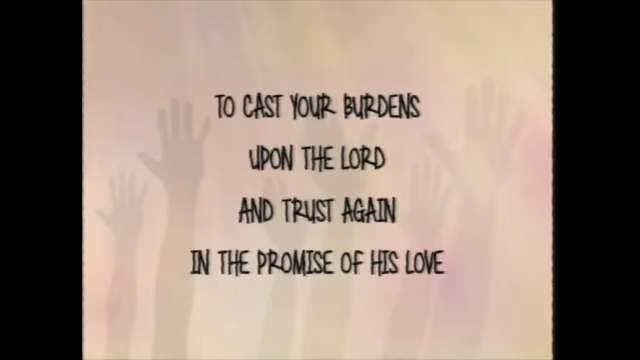 TO CAST YOUR BURDENS
UPON THE LORD
AND TRUST AGAIN
IN THE PROMISE OF HIS LOVE